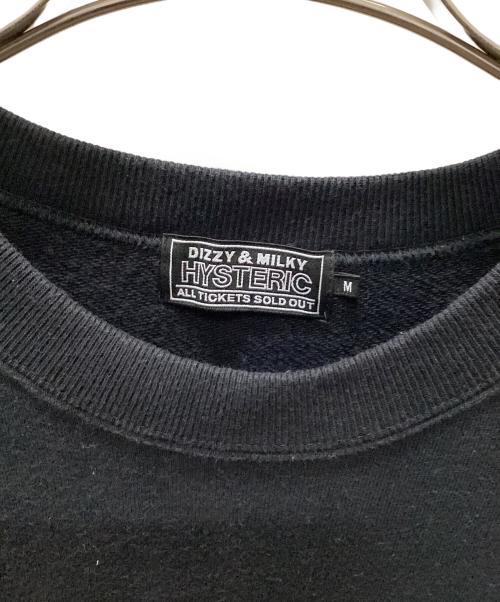 DIZZY & MILKY
HYSTERIC
ALL TICKETS SOLD OUT
M